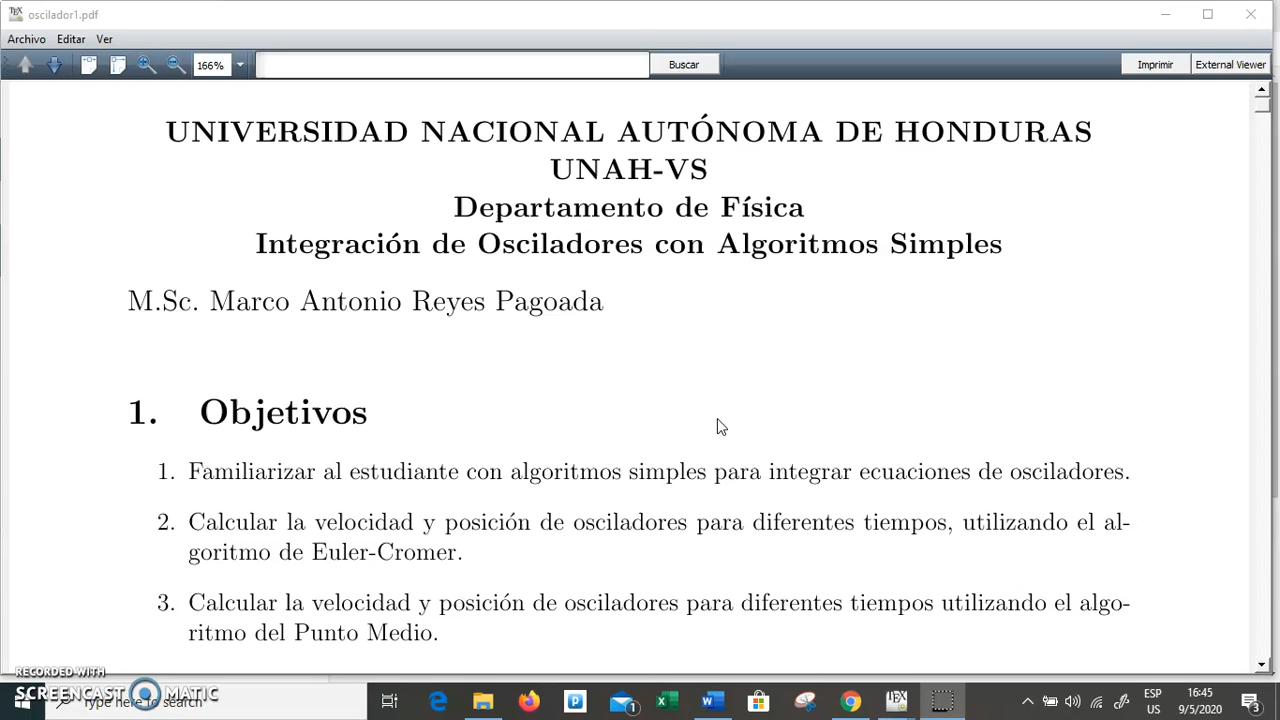 oscilador1.pdf
Archivo Editar Ver
166% Buscar Imprimir External Viewer
UNIVERSIDAD NACIONAL AUTÓNOMA DE HONDURAS
UNAH-VS
Departamento de Física
Integración de Osciladores con Algoritmos Simples
M.Sc. Marco Antonio Reyes Pagoada
1. Objetivos
1. Familiarizar al estudiante con algoritmos simples para integrar ecuaciones de osciladores.
2. Calcular la velocidad y posición de osciladores para diferentes tiempos, utilizando el al-
goritmo de Euler-Cromer.
3. Calcular la velocidad y posición de osciladores para diferentes tiempos utilizando el algo-
ritmo del Punto Medio.
RECORDED WITH
SCREENCAST MATIC
Type here to search
ESP 16:45
US 9/5/2020